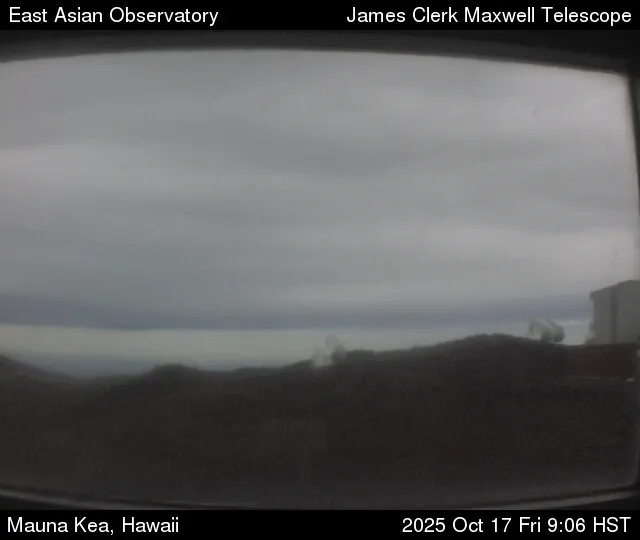 East Asian Observatory
James Clerk Maxwell Telescope
Mauna Kea, Hawaii
2025 Oct 17 Fri 9:06 HST